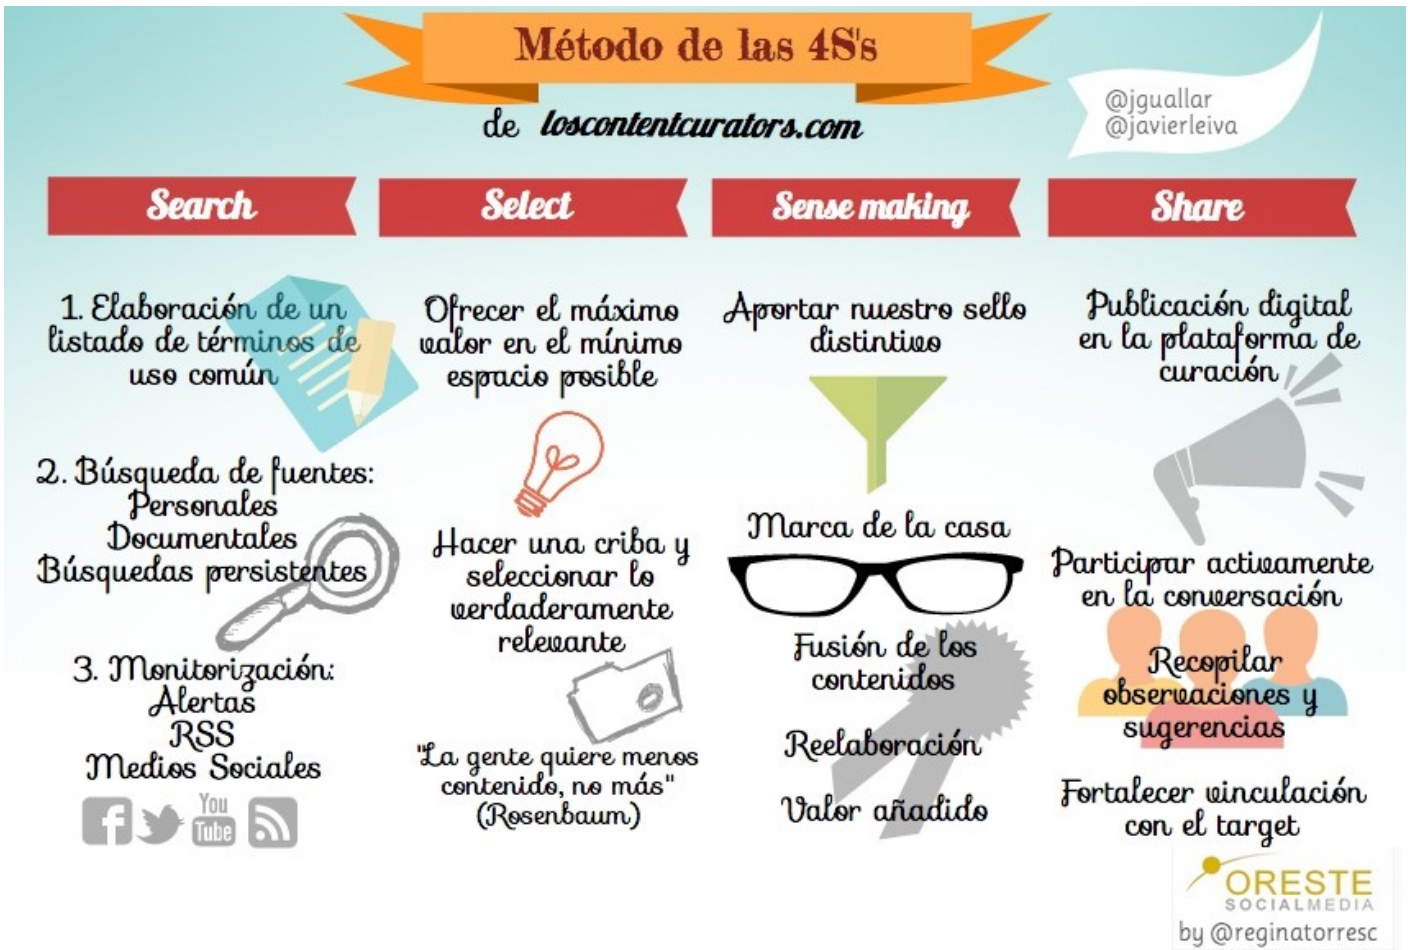 Método de las 4S's
de loscontentcurators.com
@jguallar
@javierleiva
Search
1. Elaboración de un
listado de términos de
uso común
2. Búsqueda de fuentes:
Personales
Documentales
Búsquedas persistentes
3. Monitorización:
Alertas
RSS
Medios Sociales
You
Tube
Select
Ofrecer el máximo
valor en el mínimo
espacio posible
Hacer una criba y
seleccionar lo
verdaderamente
relevante
"La gente quiere menos
contenido, no más"
(Rosenbaum)
Sense making
Aportar nuestro sello
distintivo
Marca de la casa
Fusión de los
contenidos
Reelaboración
Valor añadido
Share
Publicación digital
en la plataforma de
curación
Participar activamente
en la conversación
Recopilar
observaciones y
sugerencias
Fortalecer vinculación
con el target
ORESTE
SOCIALMEDIA
by @reginatorresc